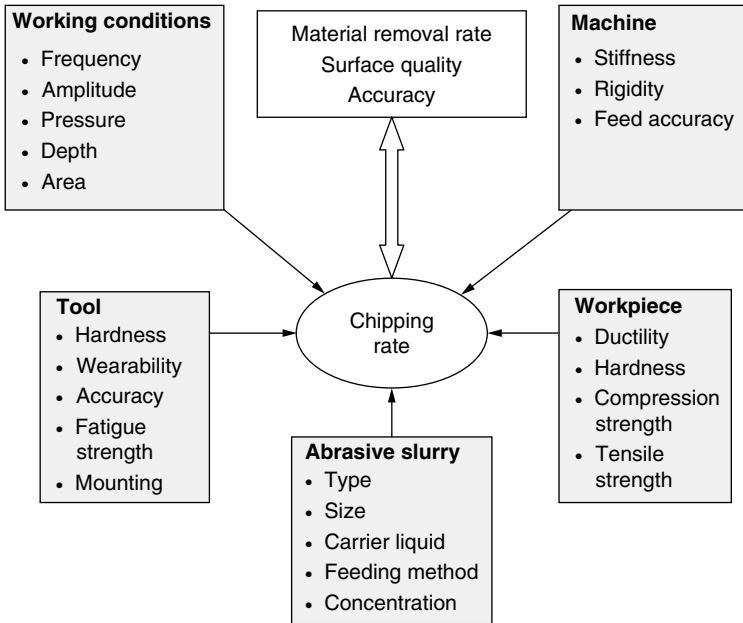 Working conditions
• Frequency
• Amplitude
• Pressure
• Depth
• Area
Material removal rate
Surface quality
Accuracy
Machine
• Stiffness
• Rigidity
• Feed accuracy
Tool
• Hardness
• Wearability
• Accuracy
• Fatigue
strength
• Mounting
Chipping
rate
Workpiece
• Ductility
• Hardness
• Compression
strength
• Tensile
strength
Abrasive slurry
• Type
• Size
• Carrier liquid
• Feeding method
• Concentration